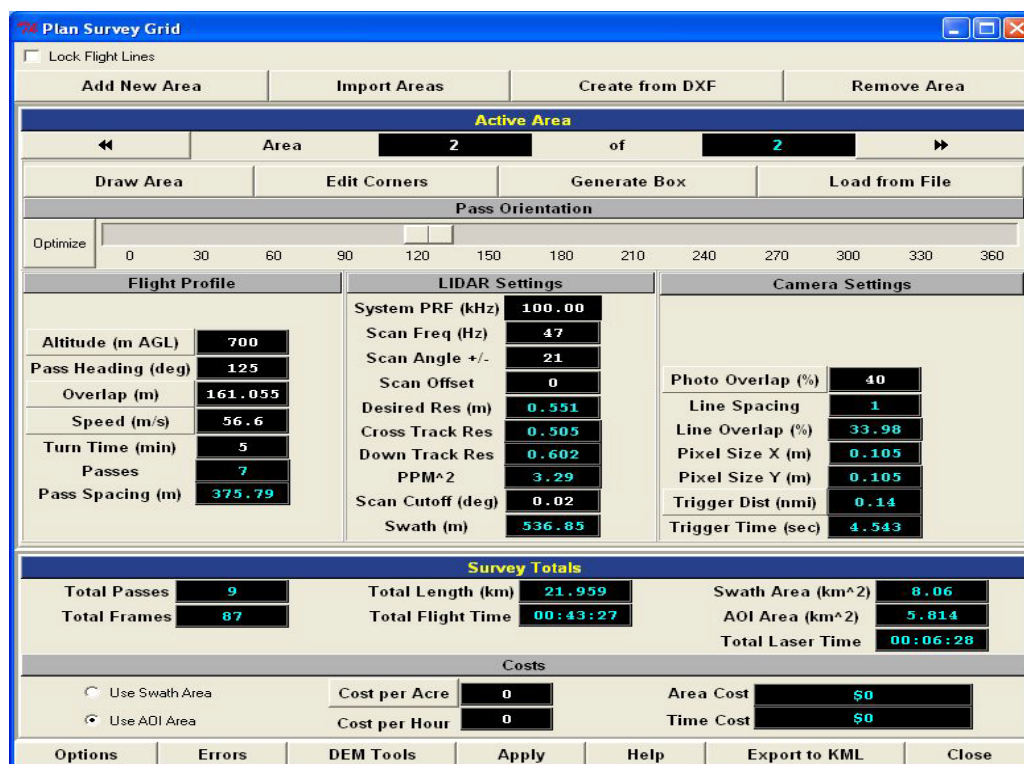 Plan Survey Grid
Lock Flight Lines
Add New Area Import Areas Create from DXF Remove Area
Active Area
Area 2 of 2
Draw Area Edit Corners Generate Box Load from File
Pass Orientation
Optimize
0 30 60 90 120 150 180 210 240 270 300 330 360
Flight Profile
Altitude (m AGL) 700
Pass Heading (deg) 125
Overlap (m) 161.055
Speed (m/s) 56.6
Turn Time (min) 5
Passes 7
Pass Spacing (m) 375.79
LIDAR Settings
System PRF (kHz) 100.00
Scan Freq (Hz) 47
Scan Angle +/- 21
Scan Offset 0
Desired Res (m) 0.551
Cross Track Res 0.505
Down Track Res 0.602
PPM^2 3.29
Scan Cutoff (deg) 0.02
Swath (m) 536.85
Camera Settings
Photo Overlap (%) 40
Line Spacing 1
Line Overlap (%) 33.98
Pixel Size X (m) 0.105
Pixel Size Y (m) 0.105
Trigger Dist (nmi) 0.14
Trigger Time (sec) 4.543
Survey Totals
Total Passes 9 Total Length (km) 21.959 Swath Area (km^2) 8.06
Total Frames 87 Total Flight Time 00:43:27 AOI Area (km^2) 5.814
Total Laser Time 00:06:28
Costs
Use Swath Area Cost per Acre 0 Area Cost $0
Use AOI Area Cost per Hour 0 Time Cost $0
Options Errors DEM Tools Apply Help Export to KML Close